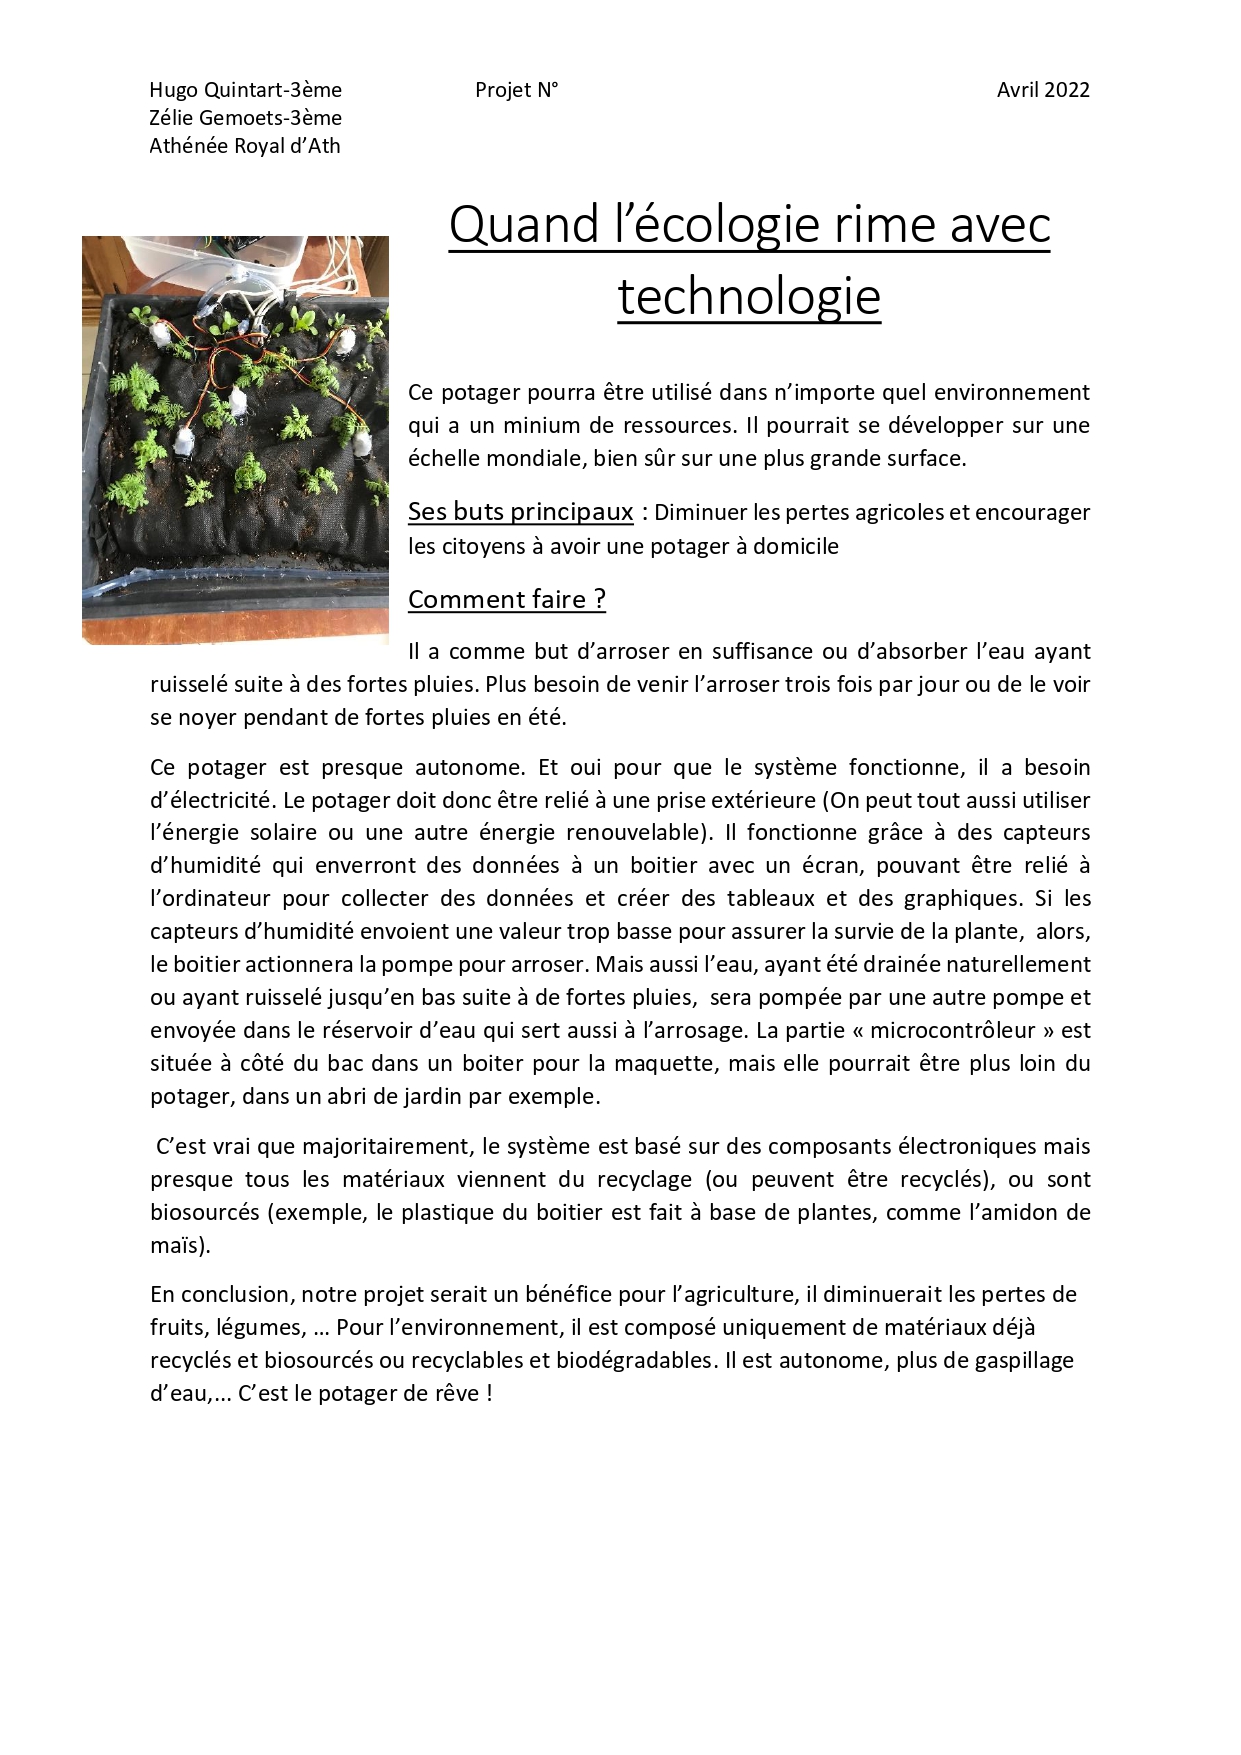 Hugo Quintart-3ème Projet N° Avril 2022
Zélie Gemoets-3ème
Athénée Royal d’Ath
Quand l’écologie rime avec
technologie
Ce potager pourra être utilisé dans n’importe quel environnement
qui a un minium de ressources. Il pourrait se développer sur une
échelle mondiale, bien sûr sur une plus grande surface.
Ses buts principaux : Diminuer les pertes agricoles et encourager
les citoyens à avoir une potager à domicile
Comment faire ?
Il a comme but d’arroser en suffisance ou d’absorber l’eau ayant
ruisselé suite à des fortes pluies. Plus besoin de venir l’arroser trois fois par jour ou de le voir
se noyer pendant de fortes pluies en été.
Ce potager est presque autonome. Et oui pour que le système fonctionne, il a besoin
d’électricité. Le potager doit donc être relié à une prise extérieure (On peut tout aussi utiliser
l’énergie solaire ou une autre énergie renouvelable). Il fonctionne grâce à des capteurs
d’humidité qui enverront des données à un boitier avec un écran, pouvant être relié à
l’ordinateur pour collecter des données et créer des tableaux et des graphiques. Si les
capteurs d’humidité envoient une valeur trop basse pour assurer la survie de la plante, alors,
le boitier actionnera la pompe pour arroser. Mais aussi l’eau, ayant été drainée naturellement
ou ayant ruisselé jusqu’en bas suite à de fortes pluies, sera pompée par une autre pompe et
envoyée dans le réservoir d’eau qui sert aussi à l’arrosage. La partie « microcontrôleur » est
située à côté du bac dans un boiter pour la maquette, mais elle pourrait être plus loin du
potager, dans un abri de jardin par exemple.
C’est vrai que majoritairement, le système est basé sur des composants électroniques mais
presque tous les matériaux viennent du recyclage (ou peuvent être recyclés), ou sont
biosourcés (exemple, le plastique du boitier est fait à base de plantes, comme l’amidon de
maïs).
En conclusion, notre projet serait un bénéfice pour l’agriculture, il diminuerait les pertes de
fruits, légumes, … Pour l’environnement, il est composé uniquement de matériaux déjà
recyclés et biosourcés ou recyclables et biodégradables. Il est autonome, plus de gaspillage
d’eau,... C’est le potager de rêve !